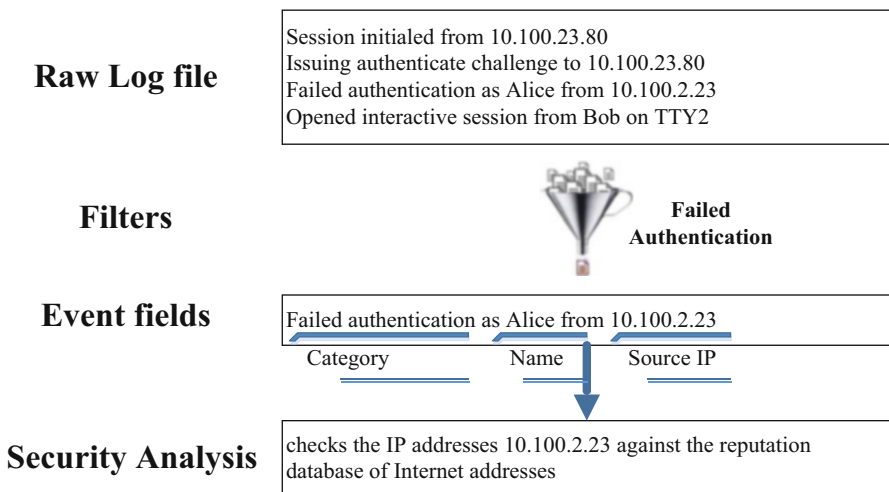 Raw Log file
Session initialed from 10.100.23.80
Issuing authenticate challenge to 10.100.23.80
Failed authentication as Alice from 10.100.2.23
Opened interactive session from Bob on TTY2
Filters
Failed
Authentication
Event fields
Failed authentication as Alice from 10.100.2.23
Category Name Source IP
Security Analysis
checks the IP addresses 10.100.2.23 against the reputation
database of Internet addresses